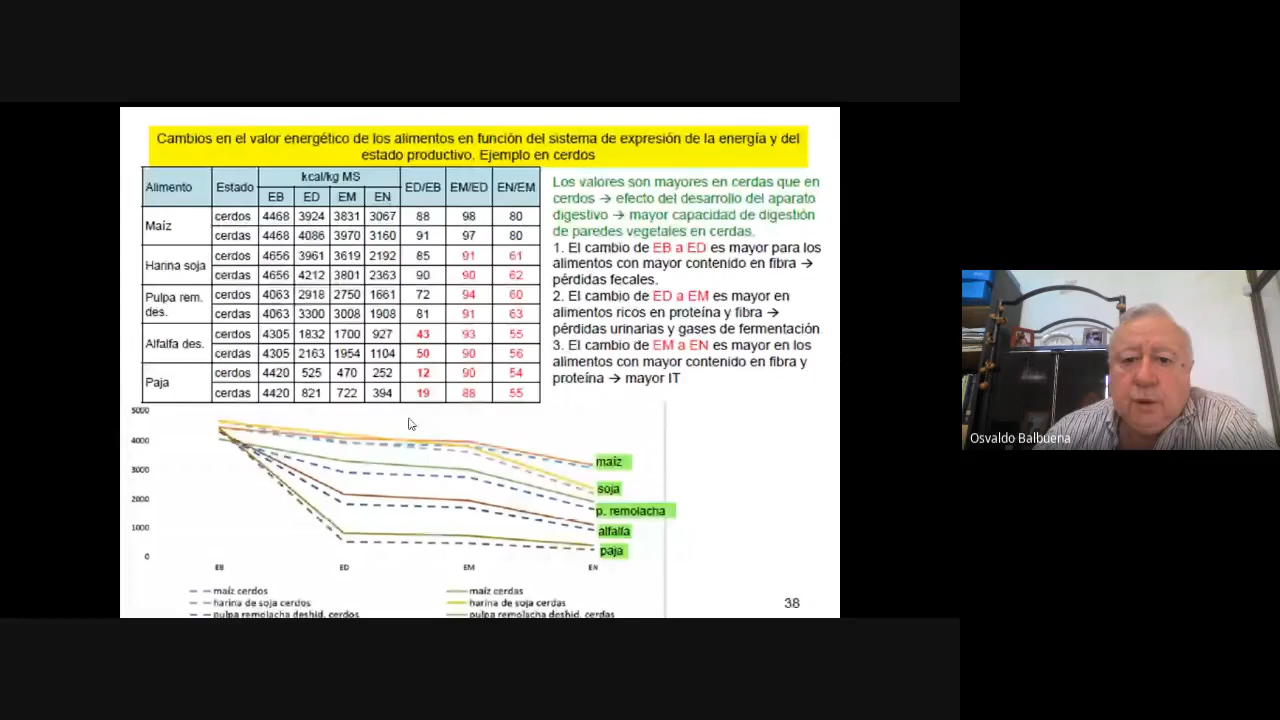 Cambios en el valor energético de los alimentos en función del sistema de expresión de la energía y del
estado productivo. Ejemplo en cerdos
Alimento Estado kcal/kg MS ED/EB EM/ED EN/EM
EB ED EM EN
Maíz cerdos 4468 3924 3831 3067 88 98 80
cerdas 4468 4086 3970 3160 91 97 80
Harina soja cerdos 4656 3961 3619 2192 85 91 61
cerdas 4656 4212 3801 2363 90 90 62
Pulpa rem. des. cerdos 4063 2918 2750 1661 72 94 60
cerdas 4063 3300 3008 1908 81 91 63
Alfalfa des. cerdos 4305 1832 1700 927 43 93 55
cerdas 4305 2163 1954 1104 50 90 56
Paja cerdos 4420 525 470 252 12 90 54
cerdas 4420 821 722 394 19 88 55
Los valores son mayores en cerdas que en
cerdos → efecto del desarrollo del aparato
digestivo → mayor capacidad de digestión
de paredes vegetales en cerdas.
1. El cambio de EB a ED es mayor para los
alimentos con mayor contenido en fibra →
pérdidas fecales.
2. El cambio de ED a EM es mayor en
alimentos ricos en proteína y fibra →
pérdidas urinarias y gases de fermentación
3. El cambio de EM a EN es mayor en los
alimentos con mayor contenido en fibra y
proteína → mayor IT
5000
4000
3000
2000
1000
0
EB ED EM EN
maíz
soja
p. remolacha
alfalfa
paja
maíz cerdos maíz cerdas
harina de soja cerdos harina de soja cerdas
pulpa remolacha deshid. cerdos pulpa remolacha deshid. cerdas
38
Osvaldo Balbuena